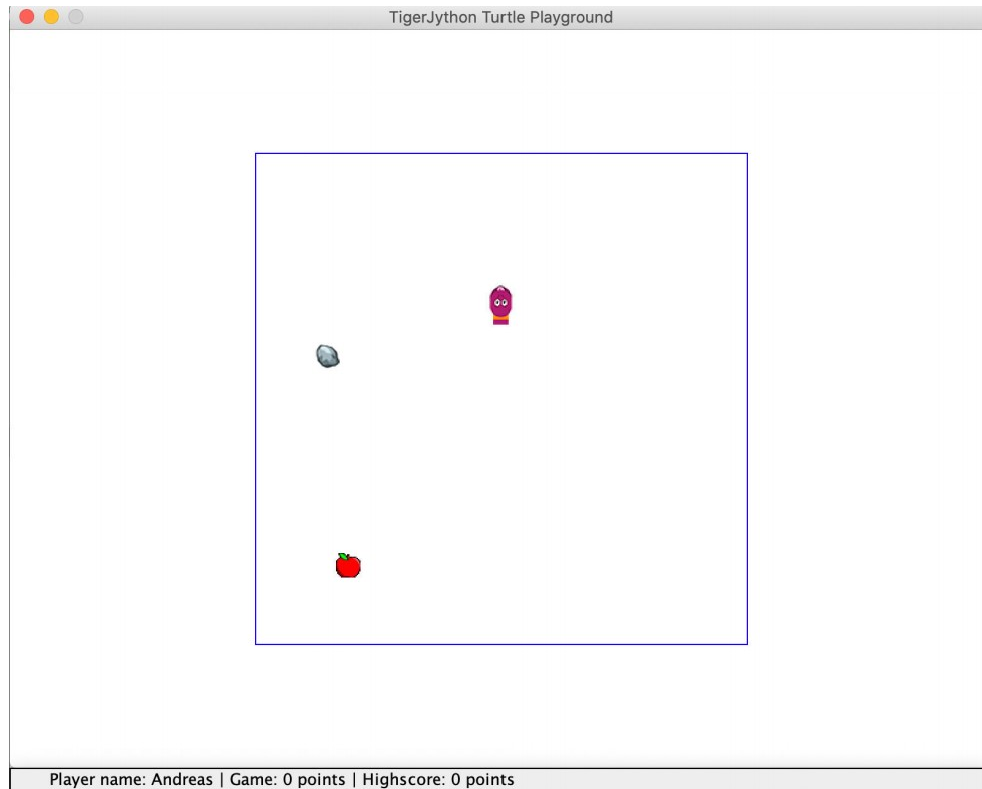 TigerJython Turtle Playground
Player name: Andreas | Game: 0 points | Highscore: 0 points